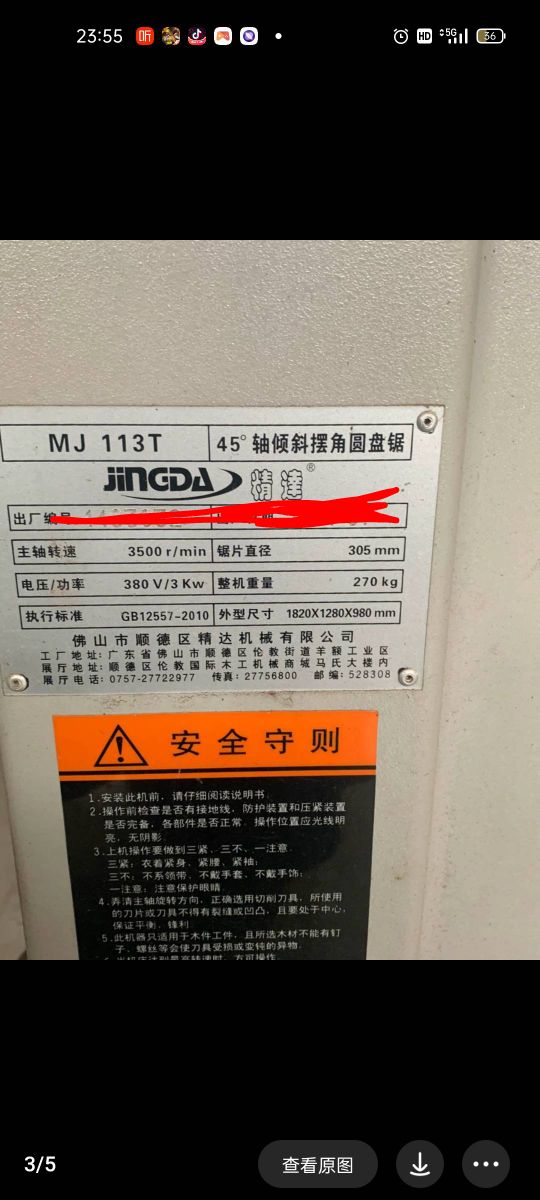 23:55
听
HD
5G
36
MJ 113T
45°轴倾斜摆角圆盘锯
JINGDA 精達®
出厂编号
主轴转速 3500 r/min 锯片直径 305 mm
电压/功率 380 V/3 Kw 整机重量 270 kg
执行标准 GB12557-2010 外型尺寸 1820X1280X980 mm
佛山市顺德区精达机械有限公司
工厂地址: 广东省佛山市顺德区伦教街道羊额工业区
展厅地址: 顺德区伦教国际木工机械商城马氏大楼内
展厅电话: 0757-27722977 传真: 27756800 邮编: 528308
安全守则
1.安装此机前，请仔细阅读说明书.
2.操作前检查是否有接地线，防护装置和压紧装置
是否完备，各部件是否正常. 操作位置应光线明
亮，无阴影.
3.上机操作要做到三紧、三不、一注意.
三紧: 衣着紧身、紧腰、紧袖;
三不: 不系领带、不戴手套、不戴手饰;
一注意: 注意保护眼睛.
4.弄清主轴旋转方向，正确选用切削刀具，所使用
的刀片或刀具不得有裂缝或凹凸，且要处于中心,
保证平衡、锋利.
5.此机器只适用于木件工件，且所选木材不能有钉
子、螺丝等会使刀具受损或变钝的异物.
3/5
查看原图